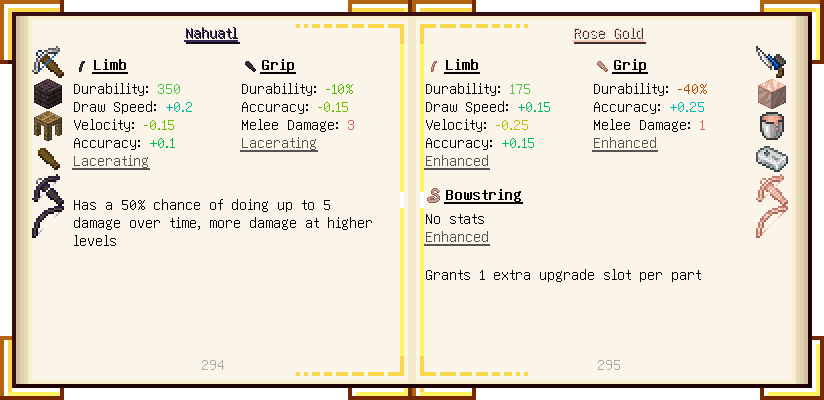 Nahuatl
Limb
Durability: 350
Draw Speed: +0.2
Velocity: -0.15
Accuracy: +0.1
Lacerating
Grip
Durability: -10%
Accuracy: -0.15
Melee Damage: 3
Lacerating
Has a 50% chance of doing up to 5
damage over time, more damage at higher
levels
294
Rose Gold
Limb
Durability: 175
Draw Speed: +0.15
Velocity: -0.25
Accuracy: +0.15
Enhanced
Grip
Durability: -40%
Accuracy: +0.25
Melee Damage: 1
Enhanced
Bowstring
No stats
Enhanced
Grants 1 extra upgrade slot per part
295